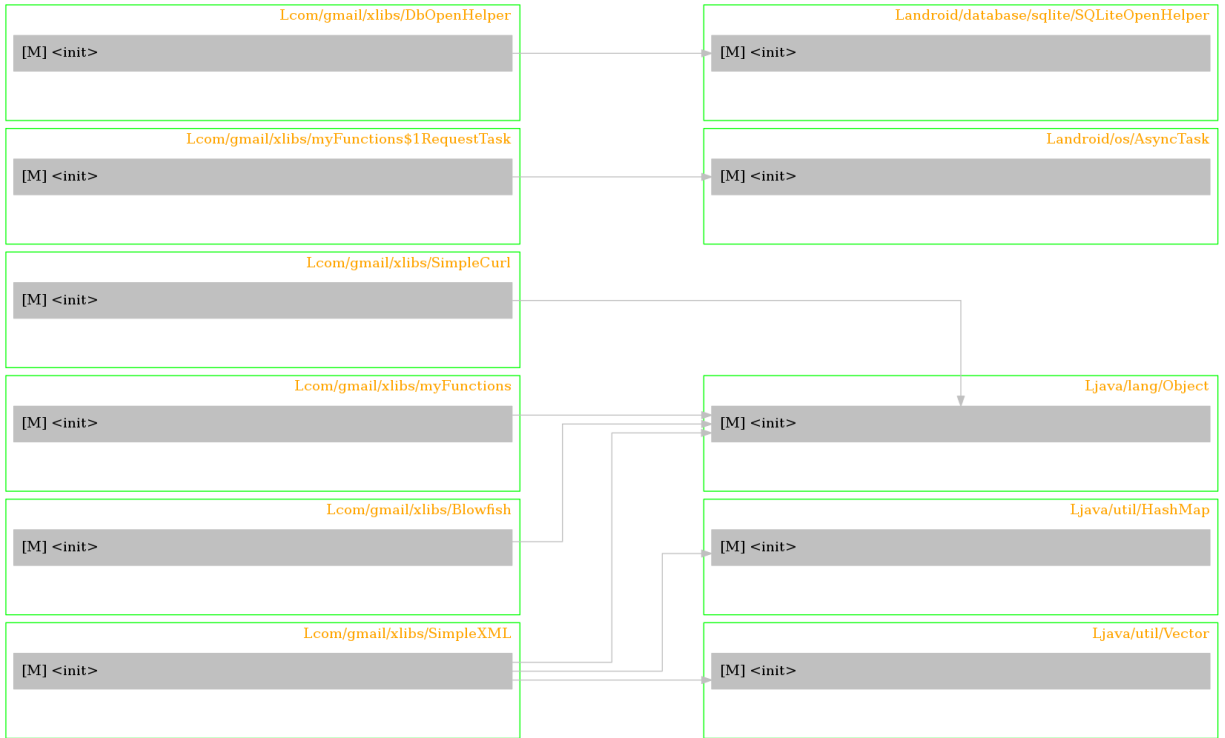 Lcom/gmail/xlibs/DbOpenHelper
[M] <init>
Landroid/database/sqlite/SQLiteOpenHelper
[M] <init>
Lcom/gmail/xlibs/myFunctions$1RequestTask
[M] <init>
Landroid/os/AsyncTask
[M] <init>
Lcom/gmail/xlibs/SimpleCurl
[M] <init>
Lcom/gmail/xlibs/myFunctions
[M] <init>
Ljava/lang/Object
[M] <init>
Lcom/gmail/xlibs/Blowfish
[M] <init>
Ljava/util/HashMap
[M] <init>
Lcom/gmail/xlibs/SimpleXML
[M] <init>
Ljava/util/Vector
[M] <init>